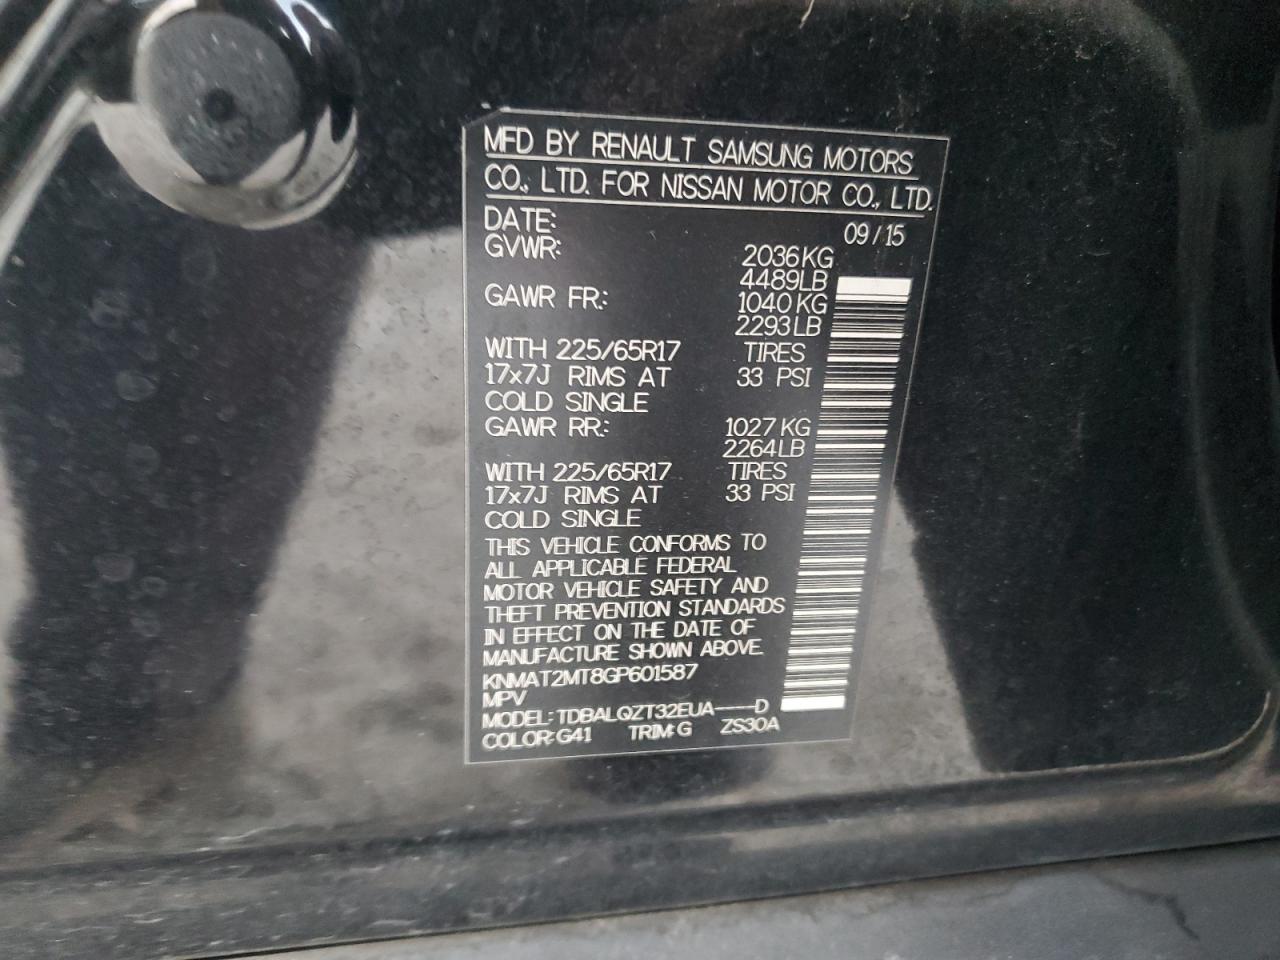 MFD BY RENAULT SAMSUNG MOTORS
CO., LTD. FOR NISSAN MOTOR CO., LTD.
DATE: 09/15
GVWR: 2036KG
4489LB
GAWR FR: 1040KG
2293LB
WITH 225/65R17 TIRES
17x7J RIMS AT 33 PSI
COLD SINGLE
GAWR RR: 1027KG
2264LB
WITH 225/65R17 TIRES
17x7J RIMS AT 33 PSI
COLD SINGLE
THIS VEHICLE CONFORMS TO
ALL APPLICABLE FEDERAL
MOTOR VEHICLE SAFETY AND
THEFT PREVENTION STANDARDS
IN EFFECT ON THE DATE OF
MANUFACTURE SHOWN ABOVE.
KNMAT2MT8GP601587
MPV
MODEL: TDBALQZT32EUA----D
COLOR: G41 TRIM: G ZS30A